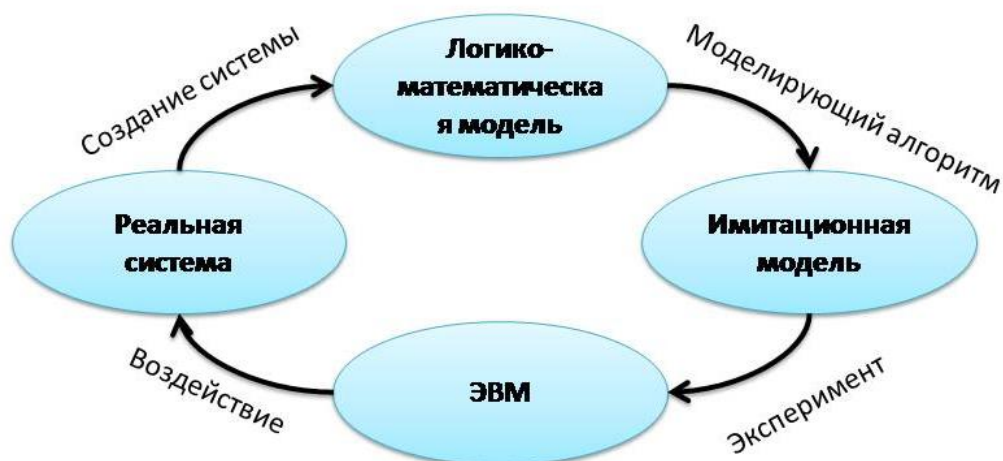 Создание системы
Логико-
математическа
я модель
Моделирующий алгоритм
Реальная
система
Имитационная
модель
Воздействие
ЭВМ
Эксперимент